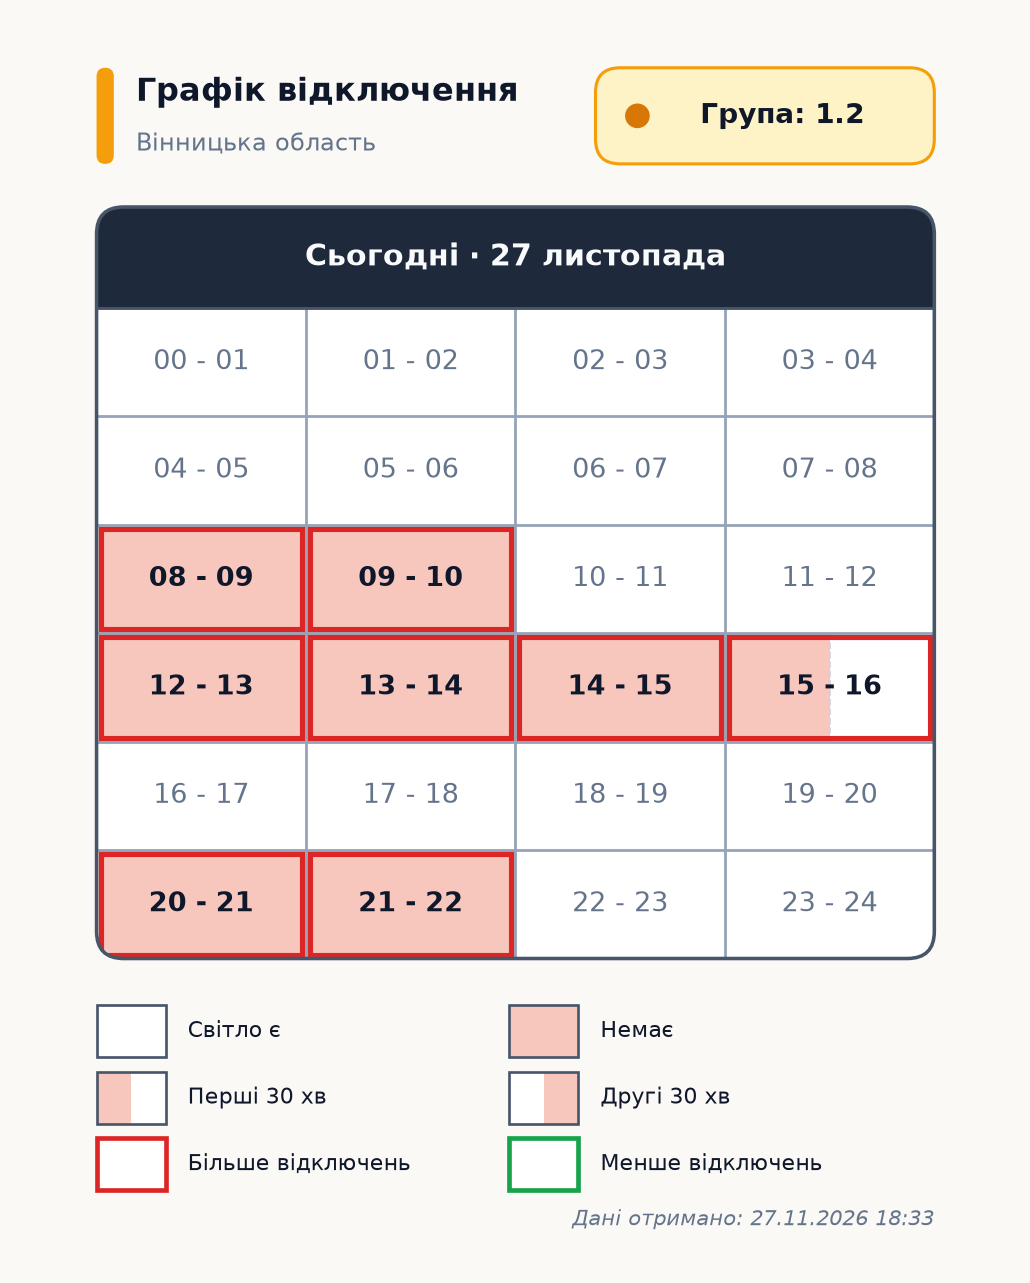 Графік відключення
Вінницька область
Група: 1.2
Сьогодні · 27 листопада
00 - 01 01 - 02 02 - 03 03 - 04
04 - 05 05 - 06 06 - 07 07 - 08
08 - 09 09 - 10 10 - 11 11 - 12
12 - 13 13 - 14 14 - 15 15 - 16
16 - 17 17 - 18 18 - 19 19 - 20
20 - 21 21 - 22 22 - 23 23 - 24
Світло є Немає
Перші 30 хв Другі 30 хв
Більше відключень Менше відключень
Дані отримано: 27.11.2026 18:33